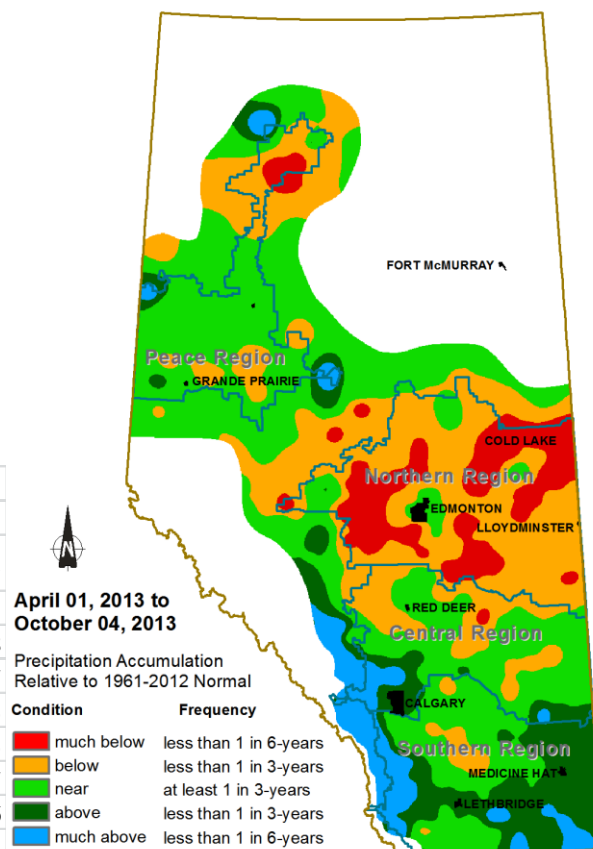 FORT McMURRAY
Peace Region
GRANDE PRAIRIE
COLD LAKE
Northern Region
EDMONTON
LLOYDMINSTER
N
RED DEER
Central Region
CALGARY
Southern Region
MEDICINE HAT
LETHBRIDGE
April 01, 2013 to
October 04, 2013
Precipitation Accumulation
Relative to 1961-2012 Normal
Condition Frequency
much below less than 1 in 6-years
below less than 1 in 3-years
near at least 1 in 3-years
above less than 1 in 3-years
much above less than 1 in 6-years